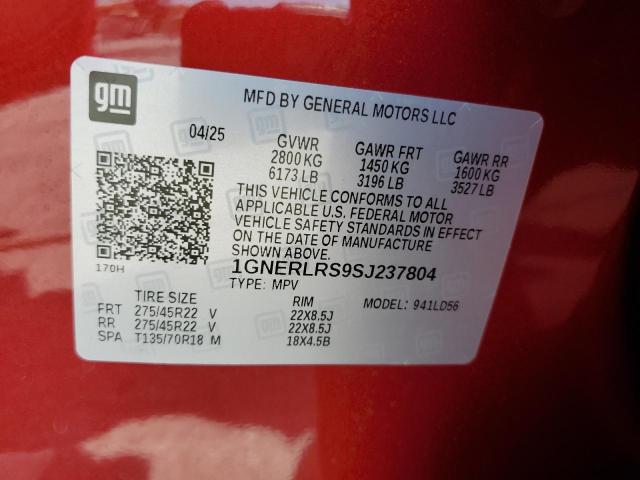 gm
MFD BY GENERAL MOTORS LLC
04/25 GVWR GAWR FRT GAWR RR
2800 KG 1450 KG 1600 KG
6173 LB 3196 LB 3527 LB
THIS VEHICLE CONFORMS TO ALL
APPLICABLE U.S. FEDERAL MOTOR
VEHICLE SAFETY STANDARDS IN EFFECT
ON THE DATE OF MANUFACTURE
SHOWN ABOVE.
170H
1GNERLRS9SJ237804
TYPE: MPV
TIRE SIZE RIM MODEL: 941LD56
FRT 275/45R22 V 22X8.5J
RR 275/45R22 V 22X8.5J
SPA T135/70R18 M 18X4.5B